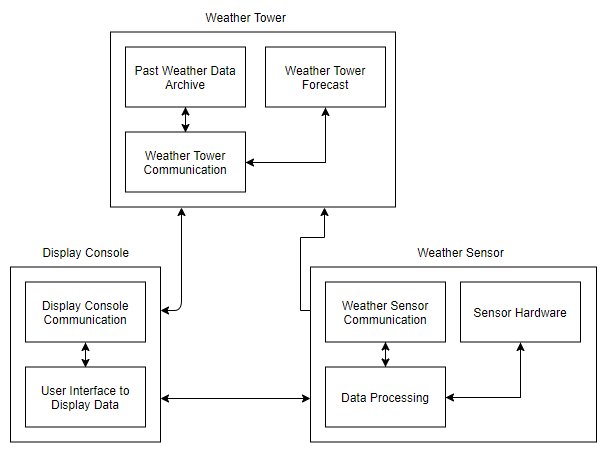 Weather Tower
Past Weather Data
Archive
Weather Tower
Forecast
Weather Tower
Communication
Display Console
Display Console
Communication
User Interface to
Display Data
Weather Sensor
Weather Sensor
Communication
Sensor Hardware
Data Processing